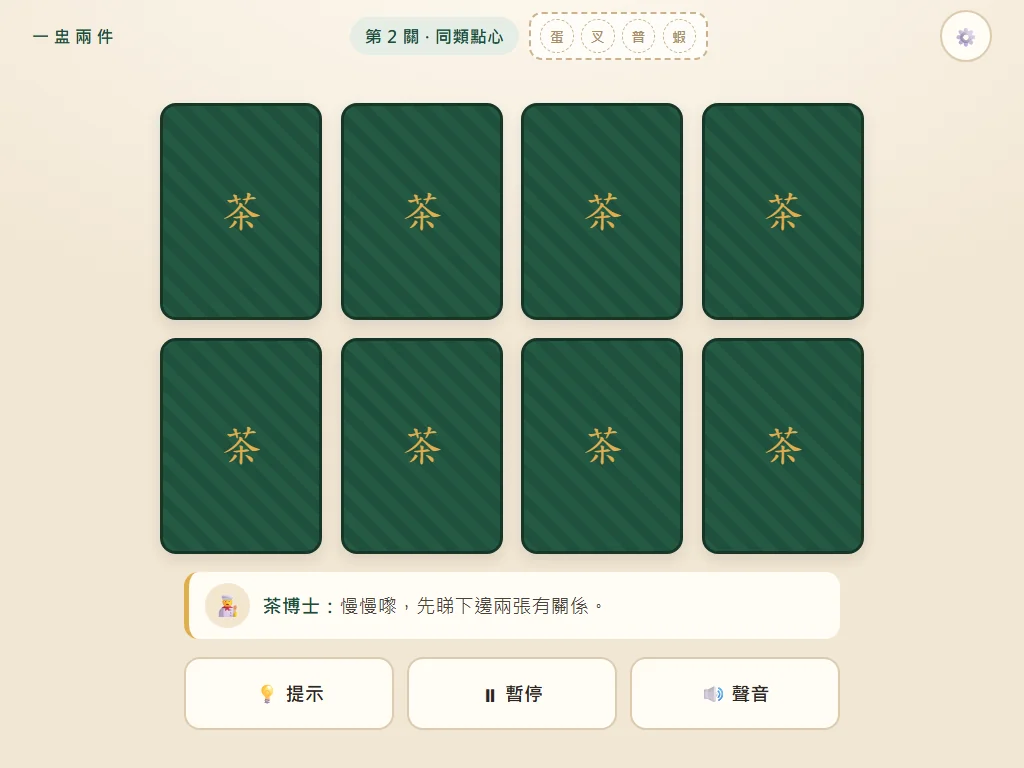 一盅兩件
第 2 關 · 同類點心
蛋 叉 普 蝦
茶 茶 茶 茶
茶 茶 茶 茶
茶博士：慢慢嚟，先睇下邊兩張有關係。
提示 暫停 聲音